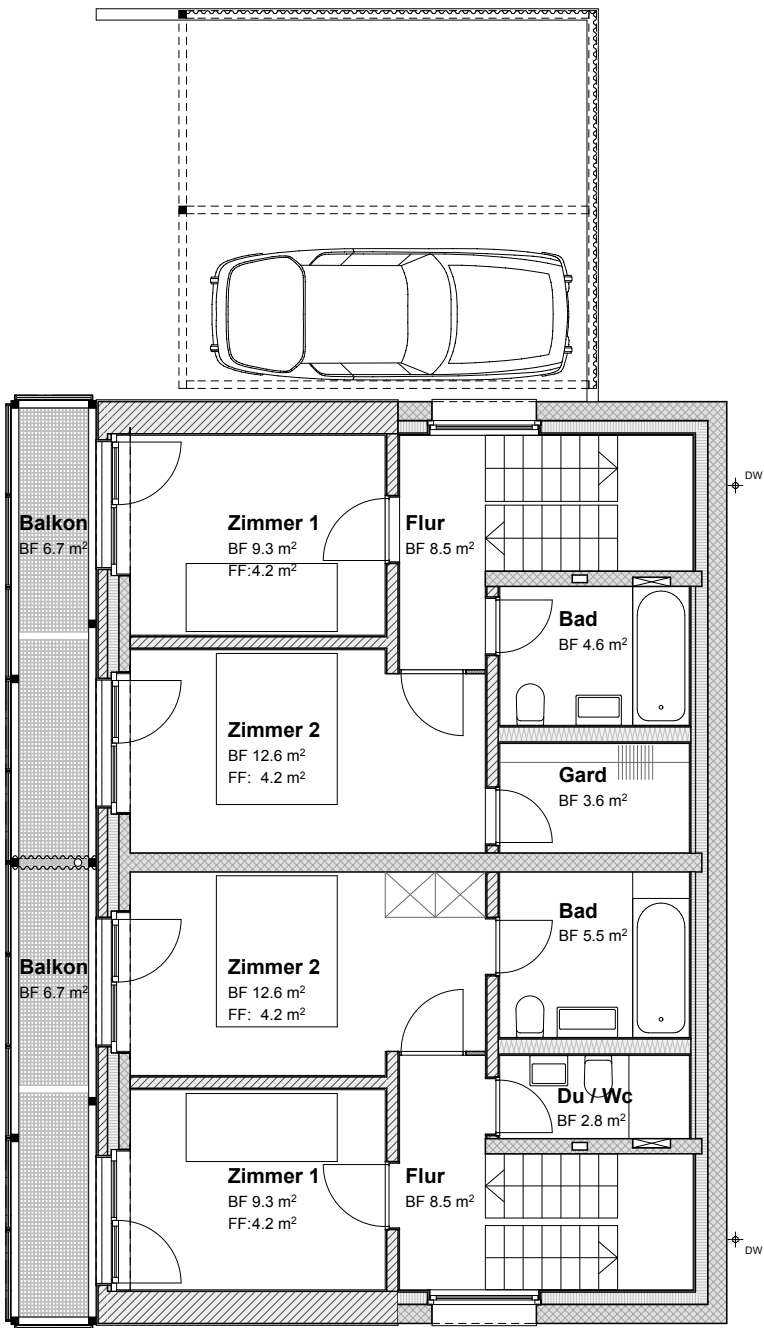 DW
Balkon
BF 6.7 m²
Zimmer 1
BF 9.3 m²
FF:4.2 m²
Flur
BF 8.5 m²
Bad
BF 4.6 m²
Zimmer 2
BF 12.6 m²
FF: 4.2 m²
Gard
BF 3.6 m²
Bad
BF 5.5 m²
Balkon
BF 6.7 m²
Zimmer 2
BF 12.6 m²
FF: 4.2 m²
Du / Wc
BF 2.8 m²
Zimmer 1
BF 9.3 m²
FF:4.2 m²
Flur
BF 8.5 m²
DW